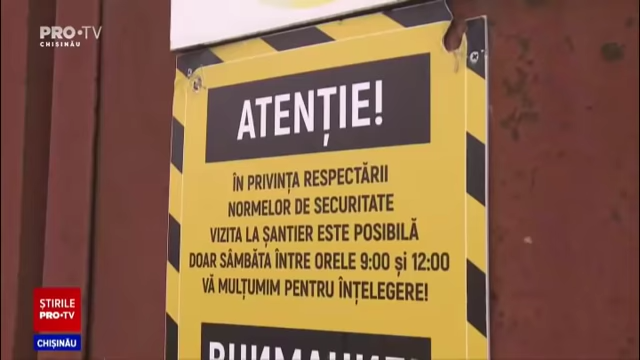 PRO TV
CHIȘINĂU
ATENȚIE!
ÎN PRIVINȚA RESPECTĂRII
NORMELOR DE SECURITATE
VIZITA LA ȘANTIER ESTE POSIBILĂ
DOAR SÂMBĂTA ÎNTRE ORELE 9:00 și 12:00
VĂ MULȚUMIM PENTRU ÎNȚELEGERE!
ВНИМАНИЕ!
ȘTIRILE
PRO TV
CHIȘINĂU